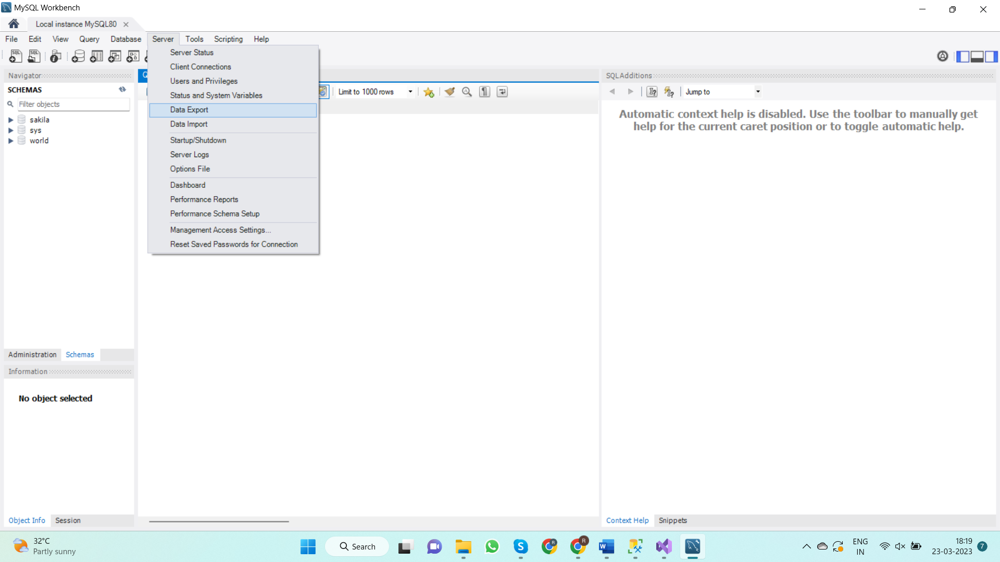 MySQL Workbench
Local instance MySQL80
File Edit View Query Database Server Tools Scripting Help
Server Status
Client Connections
Users and Privileges
Status and System Variables
Data Export
Data Import
Startup/Shutdown
Server Logs
Options File
Dashboard
Performance Reports
Performance Schema Setup
Management Access Settings...
Reset Saved Passwords for Connection
SQL SQL
Navigator
SCHEMAS
Filter objects
sakila
sys
world
Administration Schemas
Information
No object selected
Object Info Session
Limit to 1000 rows
SQLAdditions
Jump to
Automatic context help is disabled. Use the toolbar to manually get
help for the current caret position or to toggle automatic help.
Context Help Snippets
32°C
Partly sunny
Search
R
R
ENG
IN
18:19
23-03-2023
7